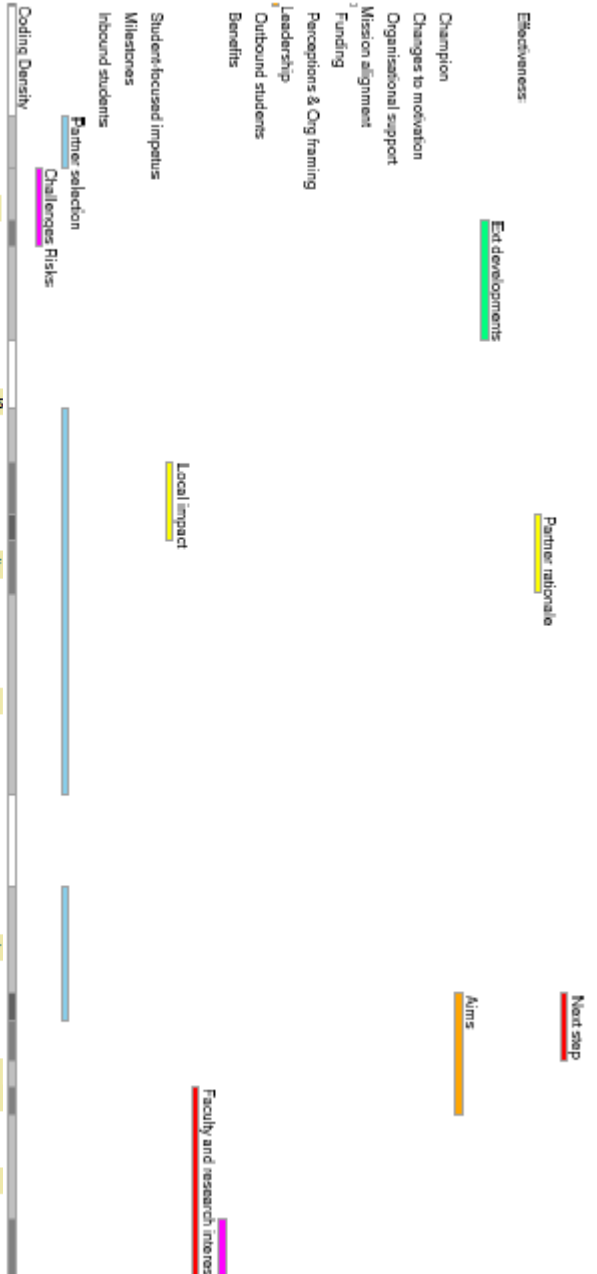 Effectiveness:
Champion
Changes to motivation
Organisational support
Mission alignment
Funding
Perceptions & Org framing
Leadership
Outbound students
Benefits
Student-focused impetus
Milestones
Inbound students
Coding Density
Partner selection
Challenges Risks:
Ext developments
Local impact
Partner rationale
Next step
Aims
Faculty and research interes